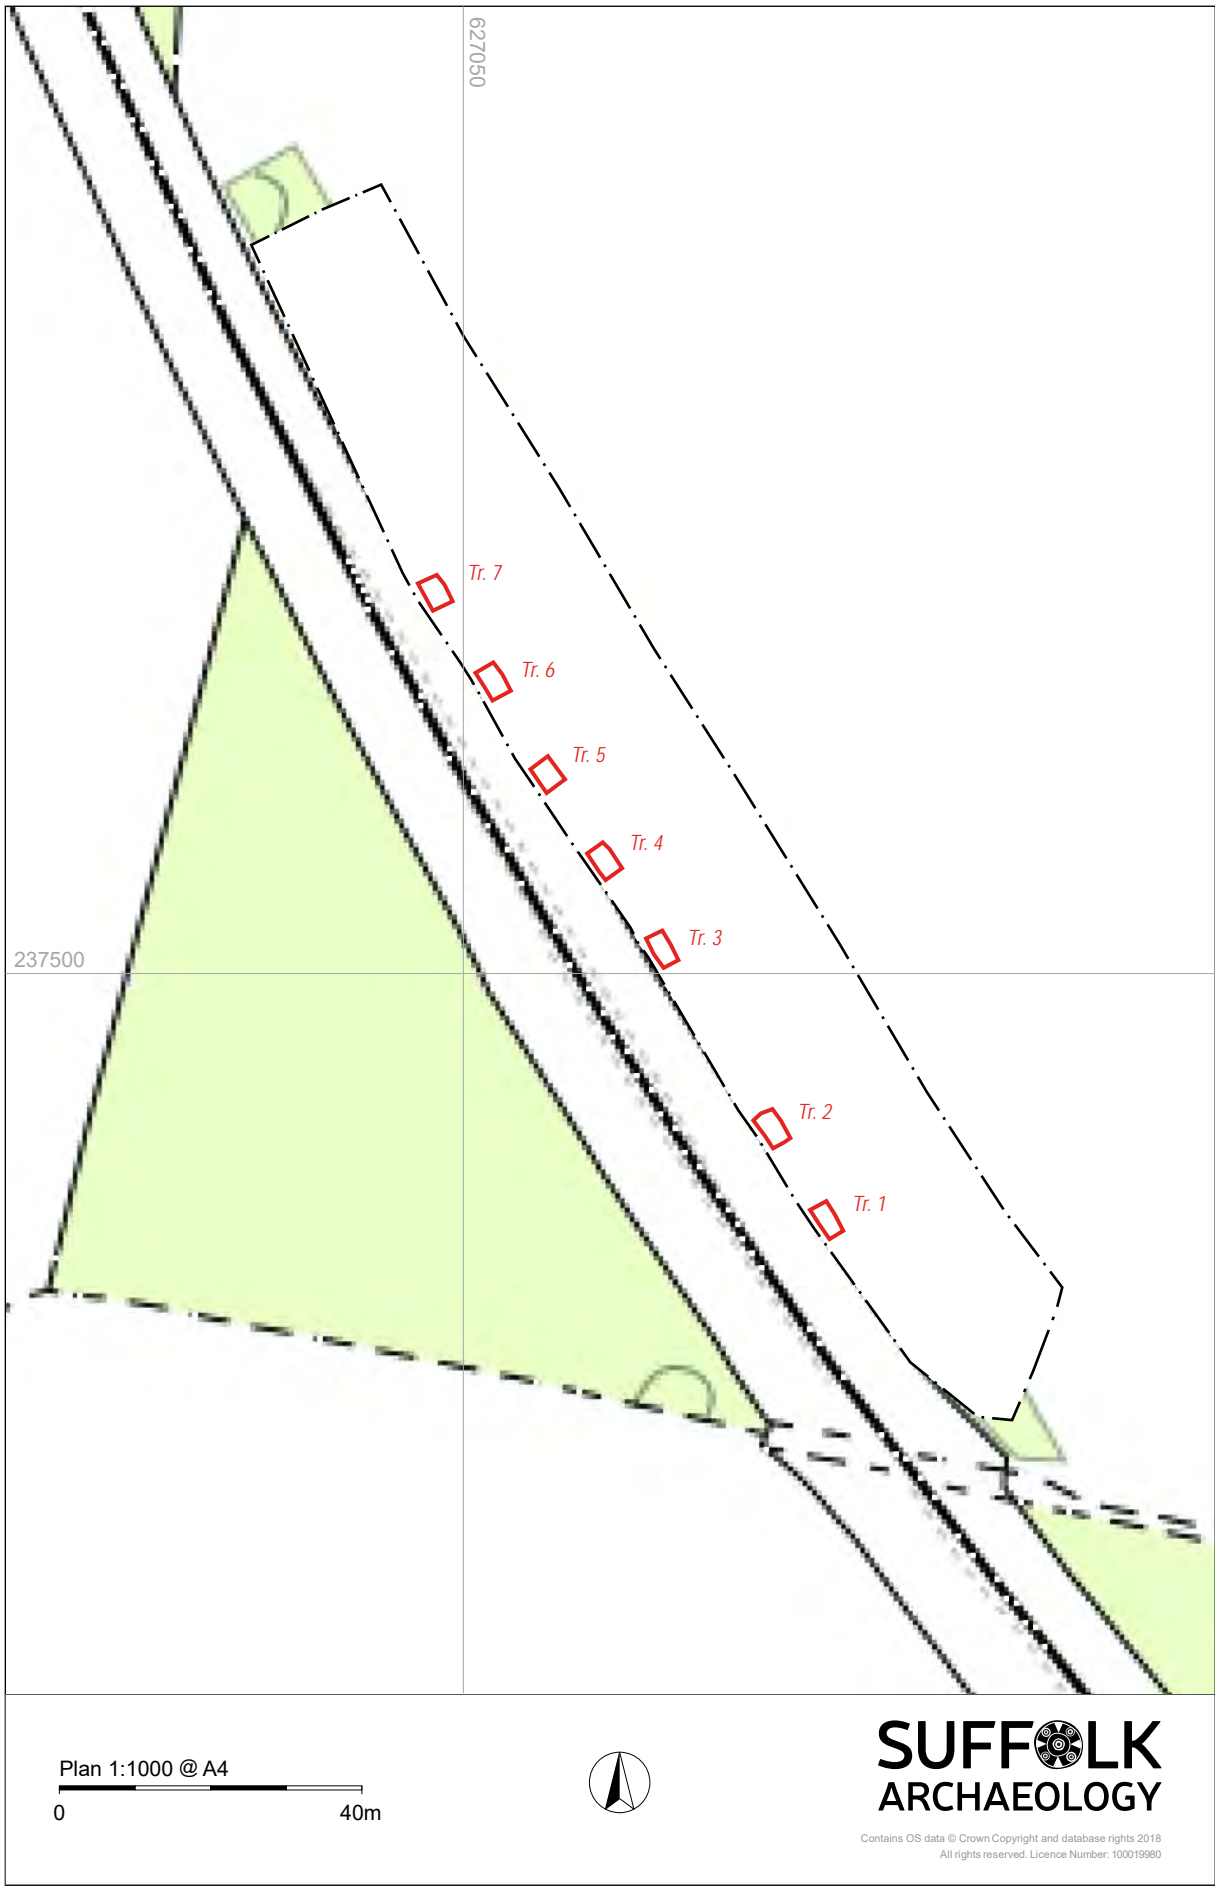 627050
Tr. 7
Tr. 6
Tr. 5
Tr. 4
Tr. 3
237500
Tr. 2
Tr. 1
Plan 1:1000 @ A4
0 40m
SUFFOLK
ARCHAEOLOGY
Contains OS data © Crown Copyright and database rights 2018
All rights reserved. Licence Number: 100019980